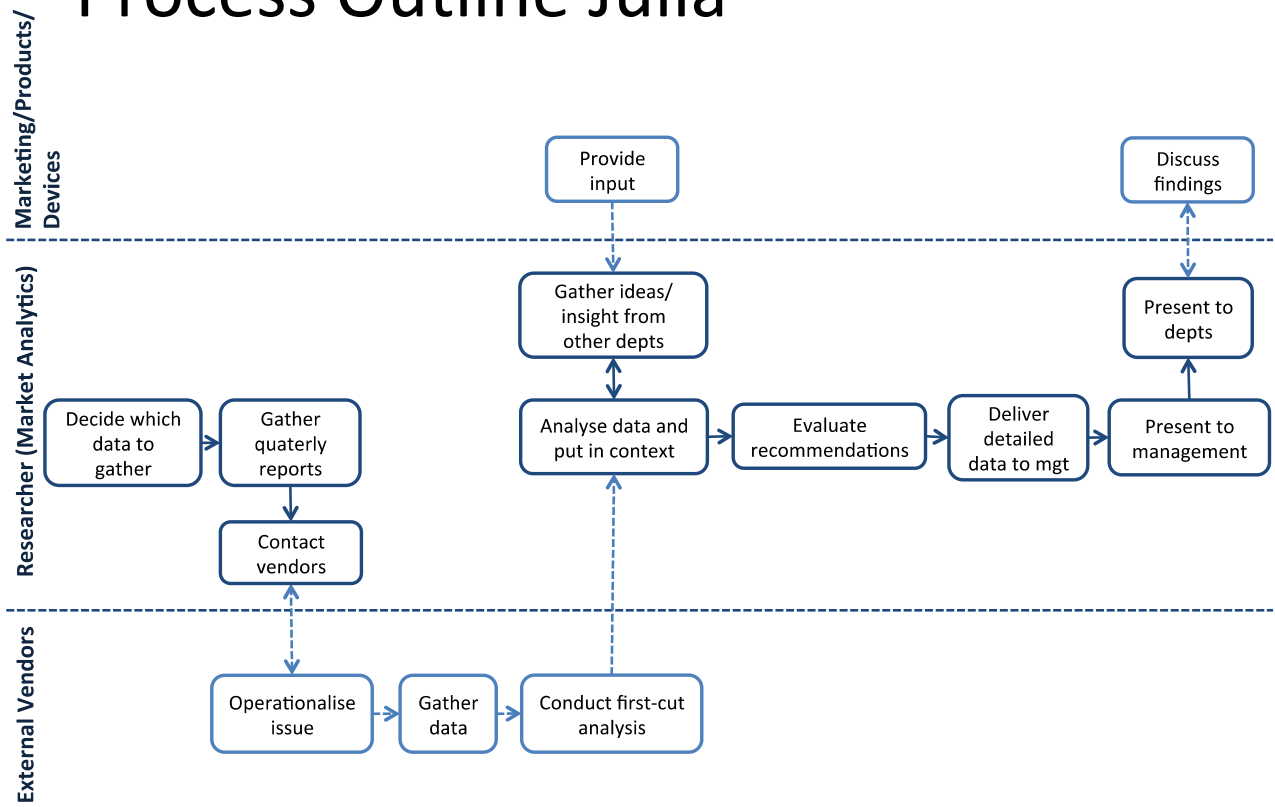 Process Outline Julia
Marketing/Products/
Devices
Provide
input
Discuss
findings
Researcher (Market Analytics)
Gather ideas/
insight from
other depts
Present to
depts
Decide which
data to
gather
Gather
quaterly
reports
Analyse data and
put in context
Evaluate
recommendations
Deliver
detailed
data to mgt
Present to
management
Contact
vendors
External Vendors
Operationalise
issue
Gather
data
Conduct first-cut
analysis